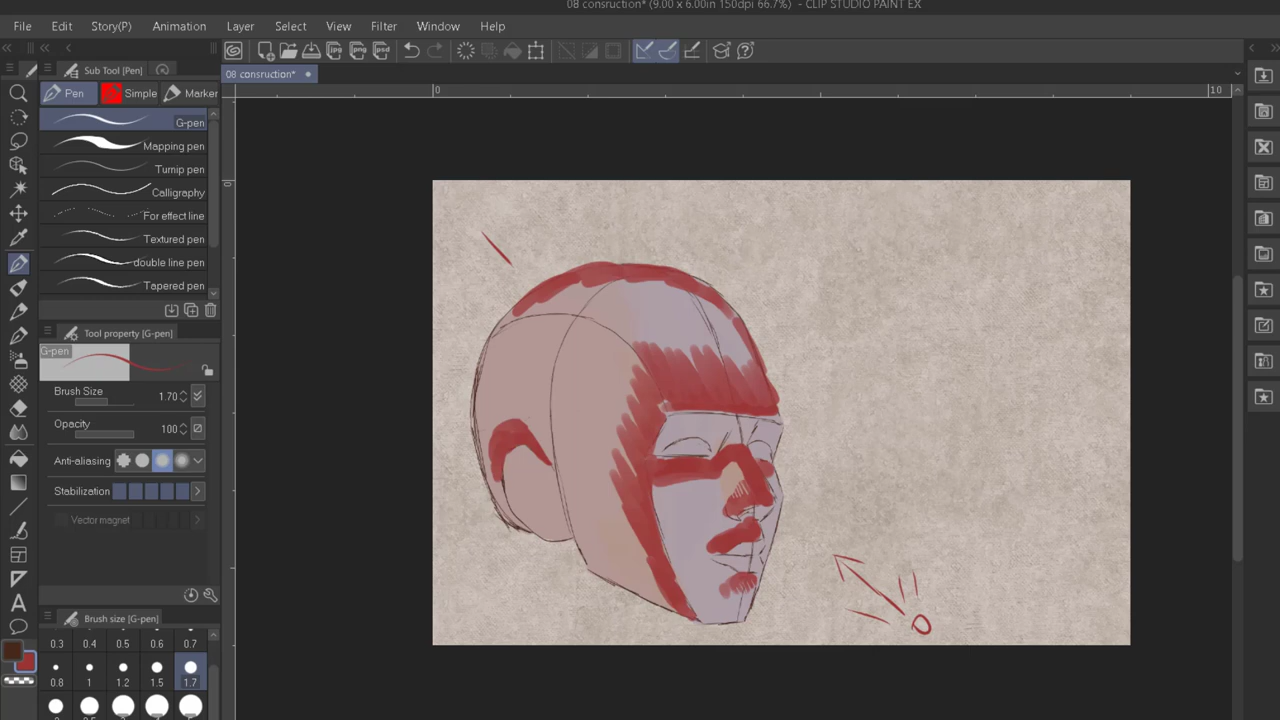 08 consruction* (9.00 x 6.00in 150dpi 66.7%) - CLIP STUDIO PAINT EX
File Edit Story(P) Animation Layer Select View Filter Window Help
Sub Tool [Pen]
08 consruction*
Pen Simple Marker
0 10
G-pen
Mapping pen
Turnip pen
Calligraphy
For effect line
Textured pen
double line pen
Tapered pen
Tool property [G-pen]
G-pen
Brush Size 1.70
Opacity 100
Anti-aliasing
Stabilization
Vector magnet
Brush size [G-pen]
0.3 0.4 0.5 0.6 0.7
0.8 1 1.2 1.5 1.7